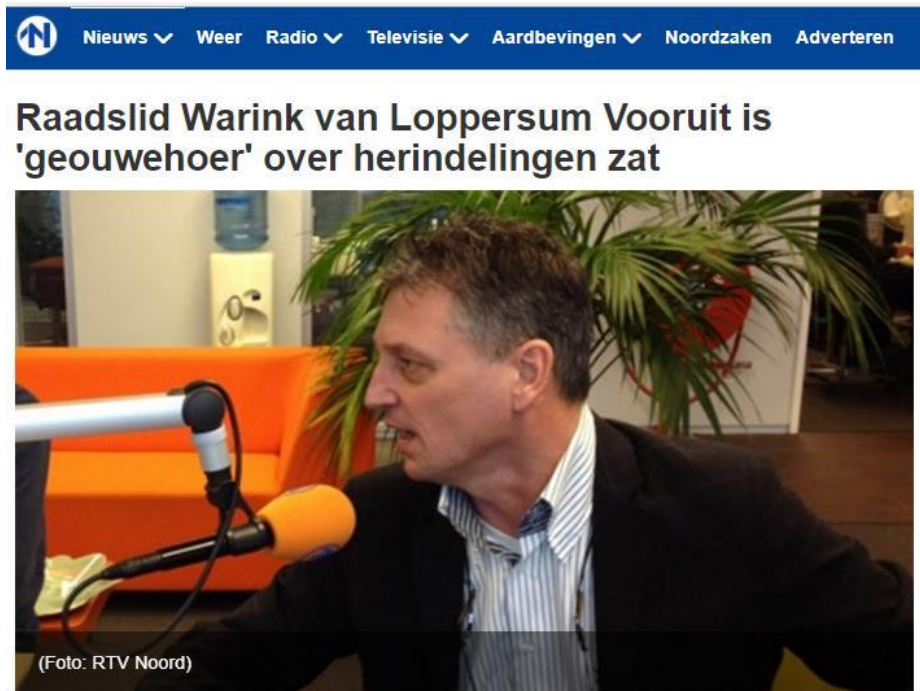 Nieuws Weer Radio Televisie Aardbevingen Noordzaken Adverteren
Raadslid Warink van Loppersum Vooruit is
'geouwehoer' over herindelingen zat
(Foto: RTV Noord)